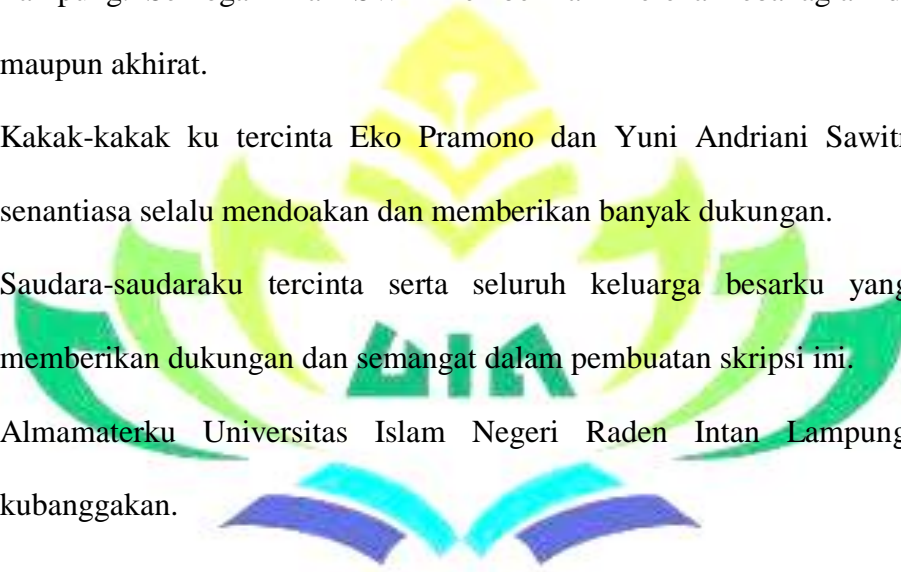 maupun akhirat.
Kakak-kakak ku tercinta Eko Pramono dan Yuni Andriani Sawitri
senantiasa selalu mendoakan dan memberikan banyak dukungan.
Saudara-saudaraku tercinta serta seluruh keluarga besarku yang
memberikan dukungan dan semangat dalam pembuatan skripsi ini.
Almamaterku Universitas Islam Negeri Raden Intan Lampung
kubanggakan.